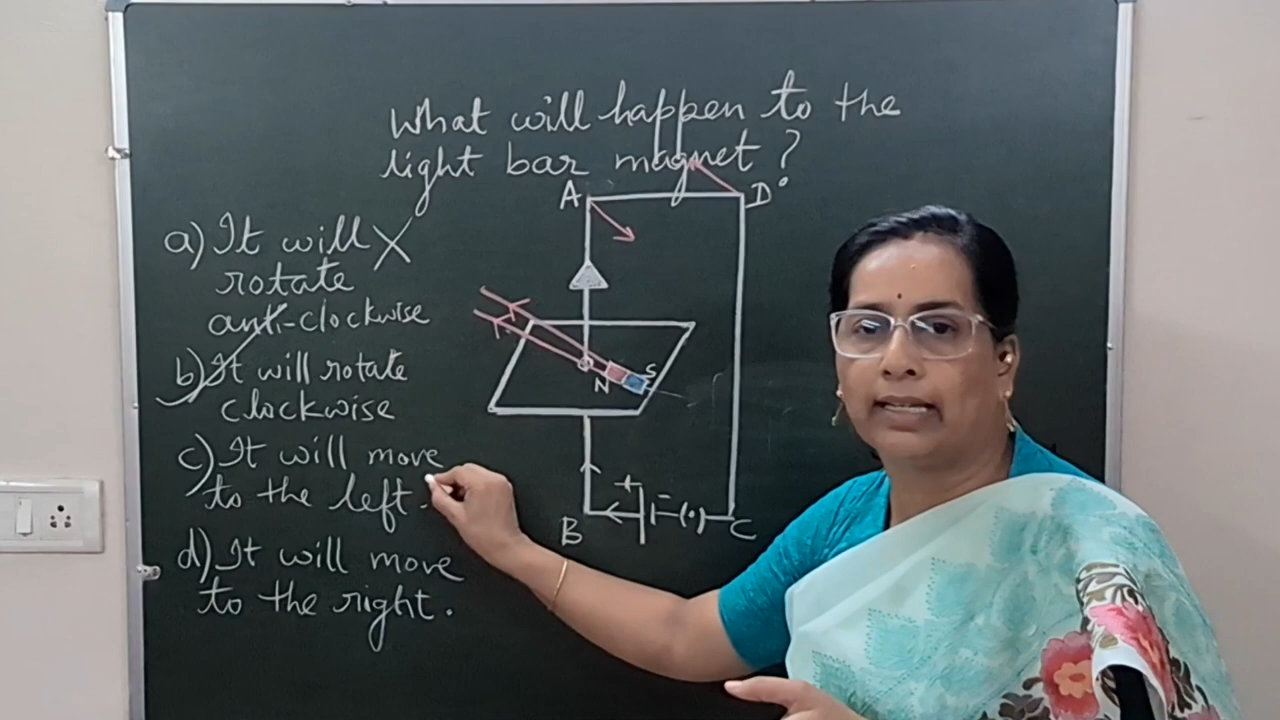 What will happen to the
light bar magnet ?
A
D
a) It will X
rotate
anti-clockwise
b) It will rotate
clockwise
N
S
c) It will move
to the left.
+
-
B
C
d) It will move
to the right.